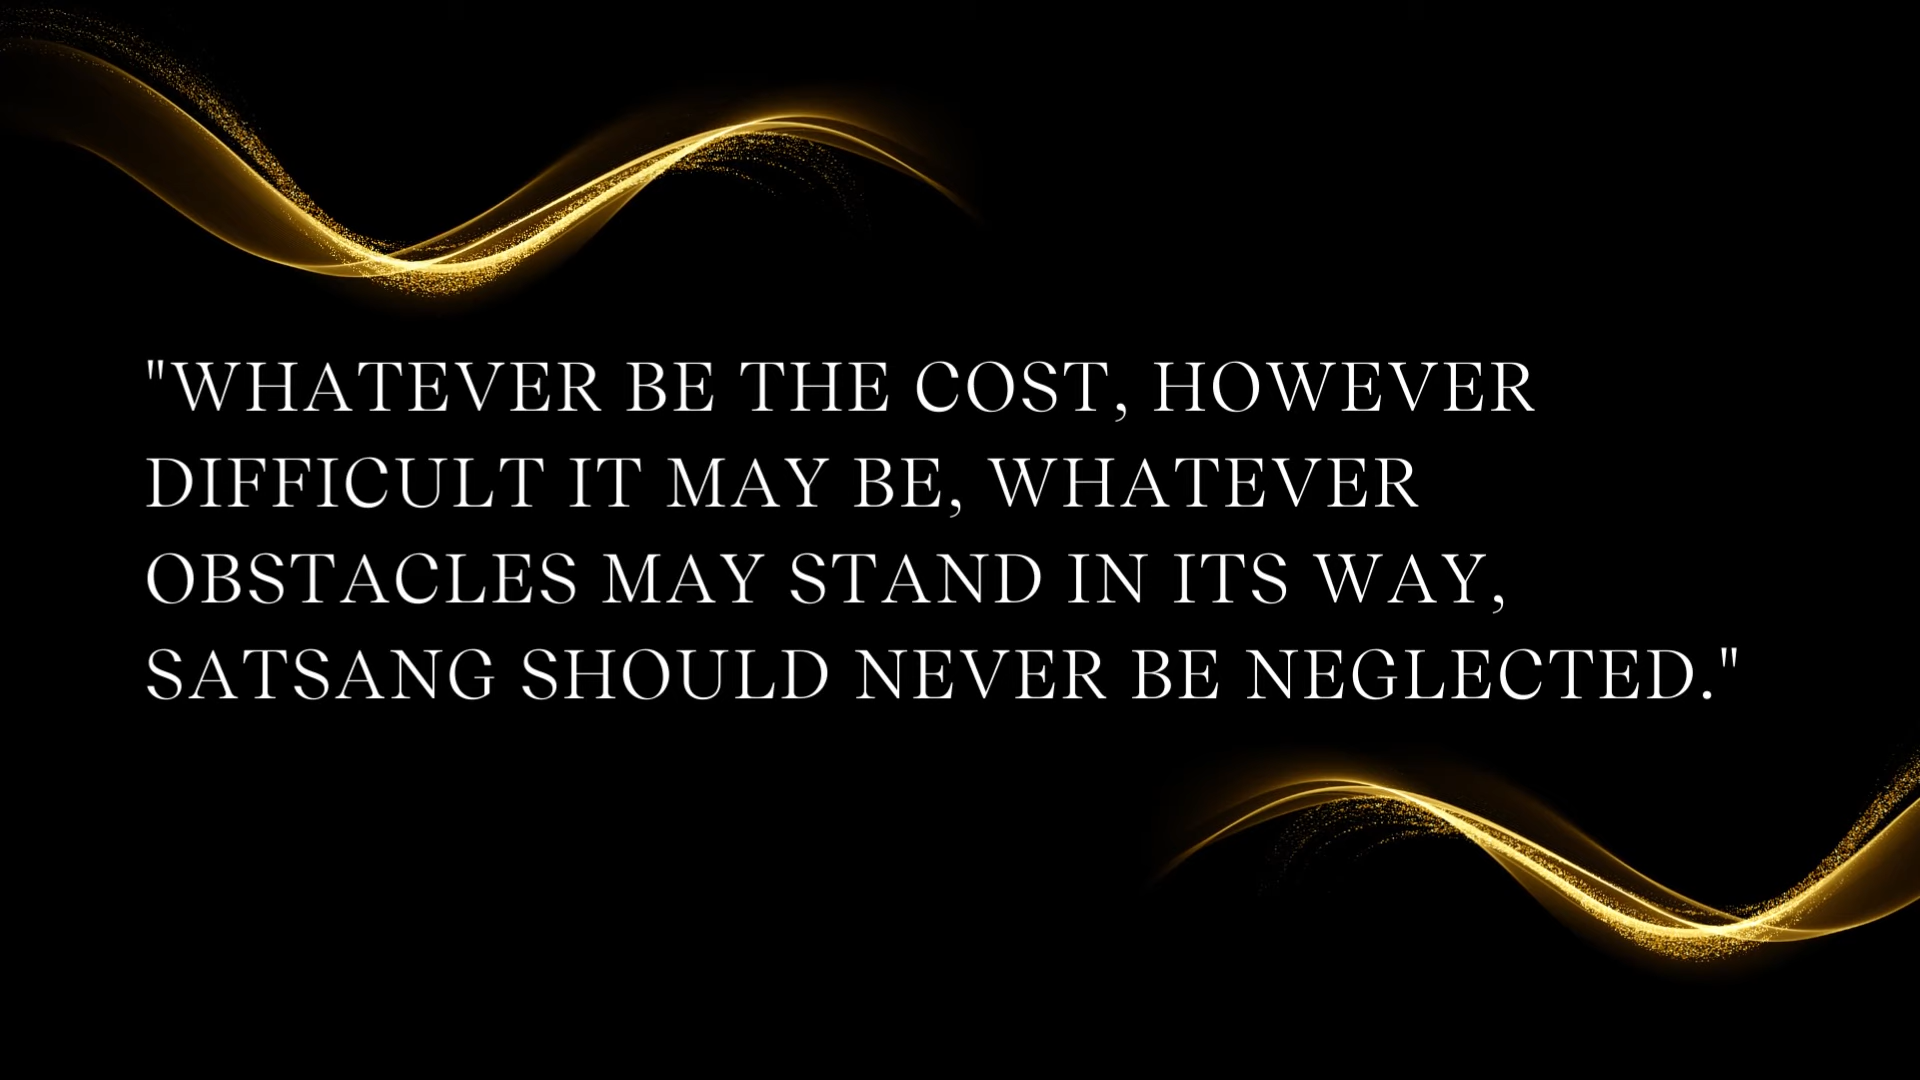 "WHATEVER BE THE COST, HOWEVER
DIFFICULT IT MAY BE, WHATEVER
OBSTACLES MAY STAND IN ITS WAY,
SATSANG SHOULD NEVER BE NEGLECTED."